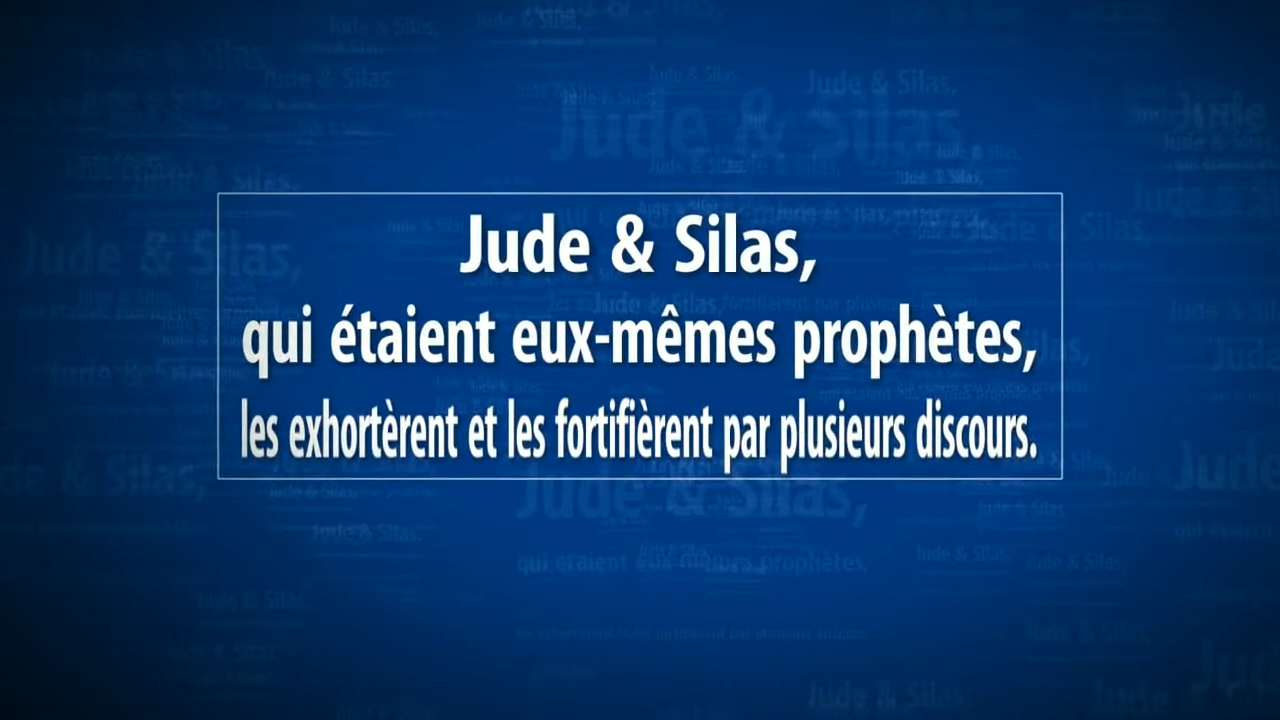 Jude & Silas,
qui étaient eux-mêmes prophètes,
les exhortèrent et les fortifièrent par plusieurs discours.